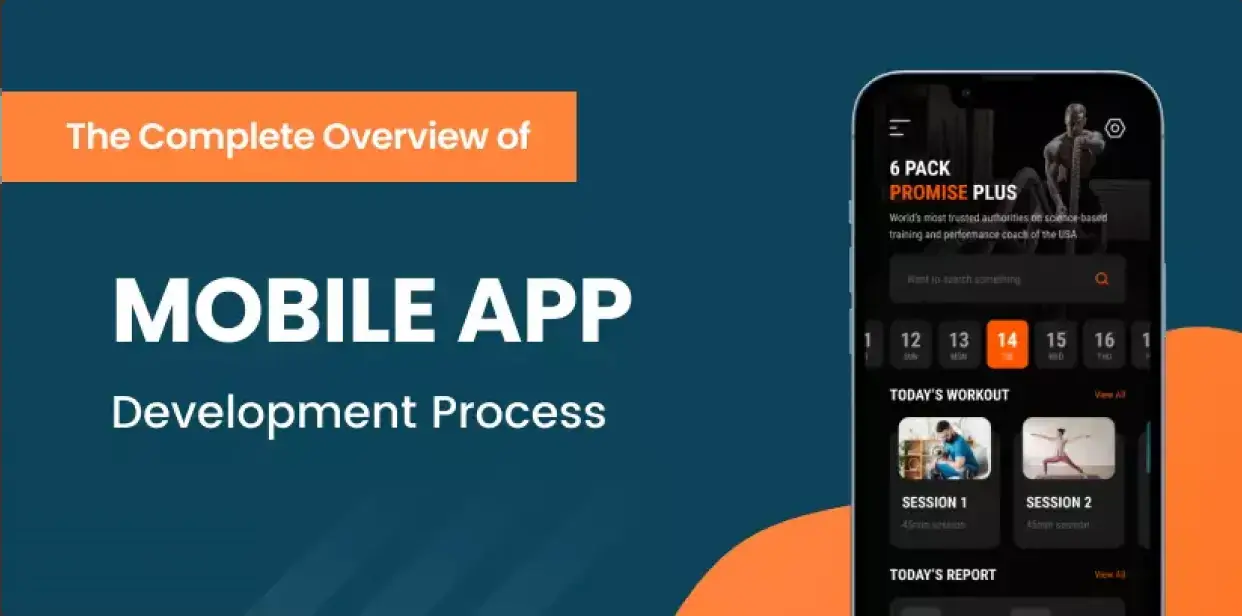 The Complete Overview of
MOBILE APP
Development Process
6 PACK
PROMISE PLUS
World's most trusted authorities on science-based
training and performance coach of the USA
Want to search something
12 13 14 15 16
SUN MON TUE WED THU
TODAY'S WORKOUT View All
SESSION 1 SESSION 2
45min session 45min session
TODAY'S REPORT View All